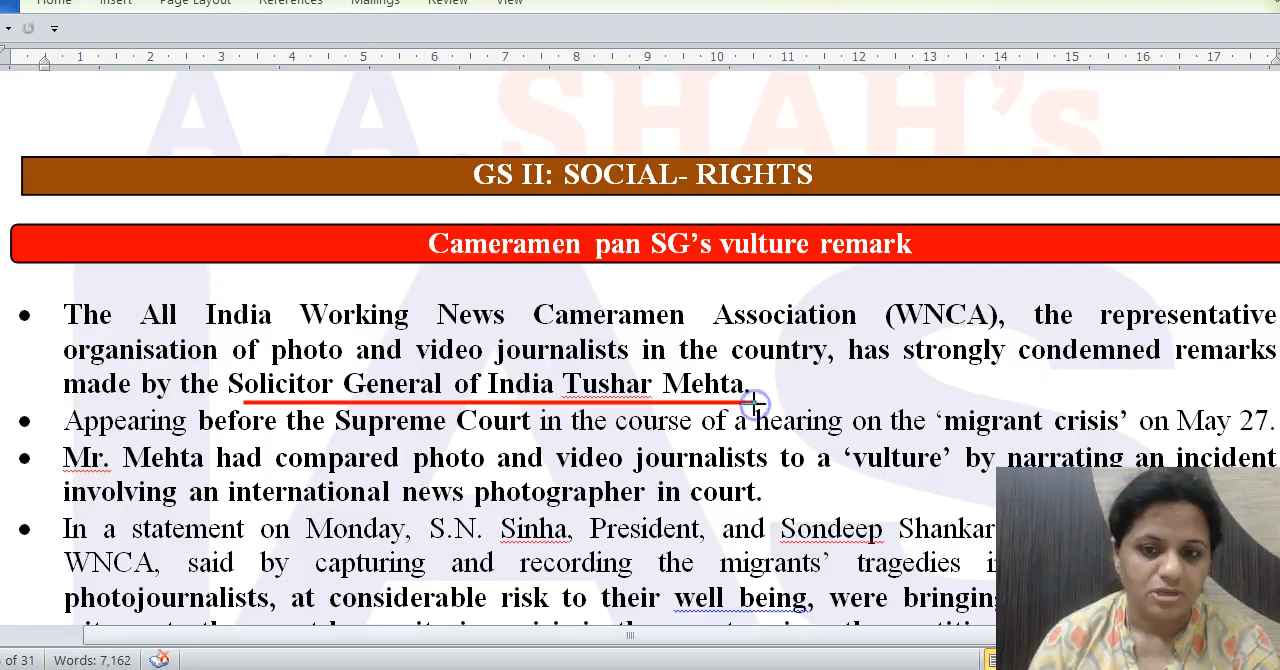 Home Insert Page Layout References Mailings Review View
1 2 3 4 5 6 7 8 9 10 11 12 13 14 15 16 17
A.A.SHAH's
IAS
GS II: SOCIAL- RIGHTS
Cameramen pan SG's vulture remark
• The All India Working News Cameramen Association (WNCA), the representative
organisation of photo and video journalists in the country, has strongly condemned remarks
made by the Solicitor General of India Tushar Mehta.
• Appearing before the Supreme Court in the course of a hearing on the ‘migrant crisis’ on May 27.
• Mr. Mehta had compared photo and video journalists to a ‘vulture’ by narrating an incident
involving an international news photographer in court.
• In a statement on Monday, S.N. Sinha, President, and Sondeep Shankar
WNCA, said by capturing and recording the migrants’ tragedies
photojournalists, at considerable risk to their well being, were bringing
of 31 Words: 7,162